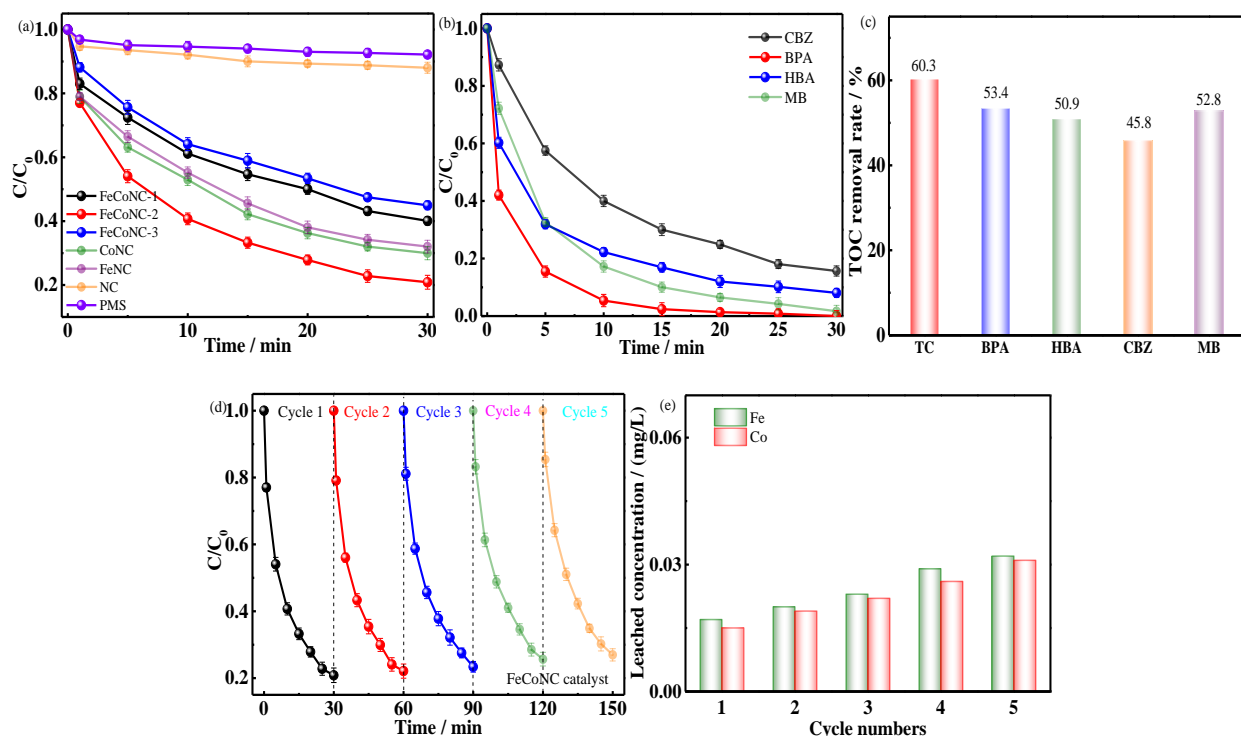 (a)
1.0
0.8
0.6
0.4
0.2
C/C0
FeCoNC-1
FeCoNC-2
FeCoNC-3
CoNC
FeNC
NC
PMS
0 10 20 30
Time / min
(b)
1.0
0.8
0.6
0.4
0.2
0.0
C/C0
CBZ
BPA
HBA
MB
0 5 10 15 20 25 30
Time / min
(c)
60
40
20
0
TOC removal rate / %
60.3
53.4
50.9
45.8
52.8
TC BPA HBA CBZ MB
(d)
1.0
0.8
0.6
0.4
0.2
C/C0
Cycle 1 Cycle 2 Cycle 3 Cycle 4 Cycle 5
FeCoNC catalyst
0 30 60 90 120 150
Time / min
(e)
0.06
0.03
0.00
Leached concentration / (mg/L)
Fe
Co
1 2 3 4 5
Cycle numbers